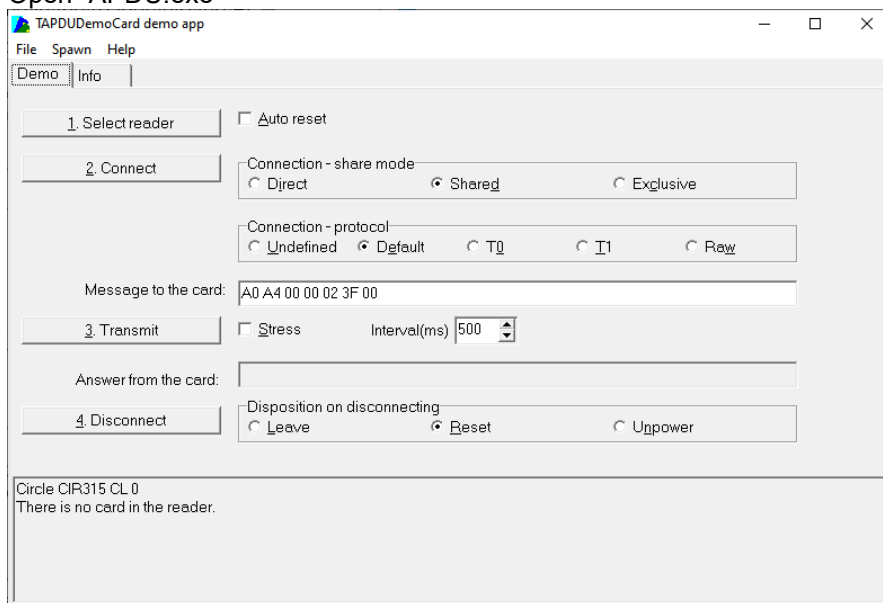 Open APDU.exe
TAPDUDemoCard demo app
File Spawn Help
Demo Info
1. Select reader Auto reset
2. Connect Connection - share mode
Direct Shared Exclusive
Connection - protocol
Undefined Default T0 T1 Raw
Message to the card: A0 A4 00 00 02 3F 00
3. Transmit Stress Interval(ms) 500
Answer from the card:
4. Disconnect Disposition on disconnecting
Leave Reset Unpower
Circle CIR315 CL 0
There is no card in the reader.